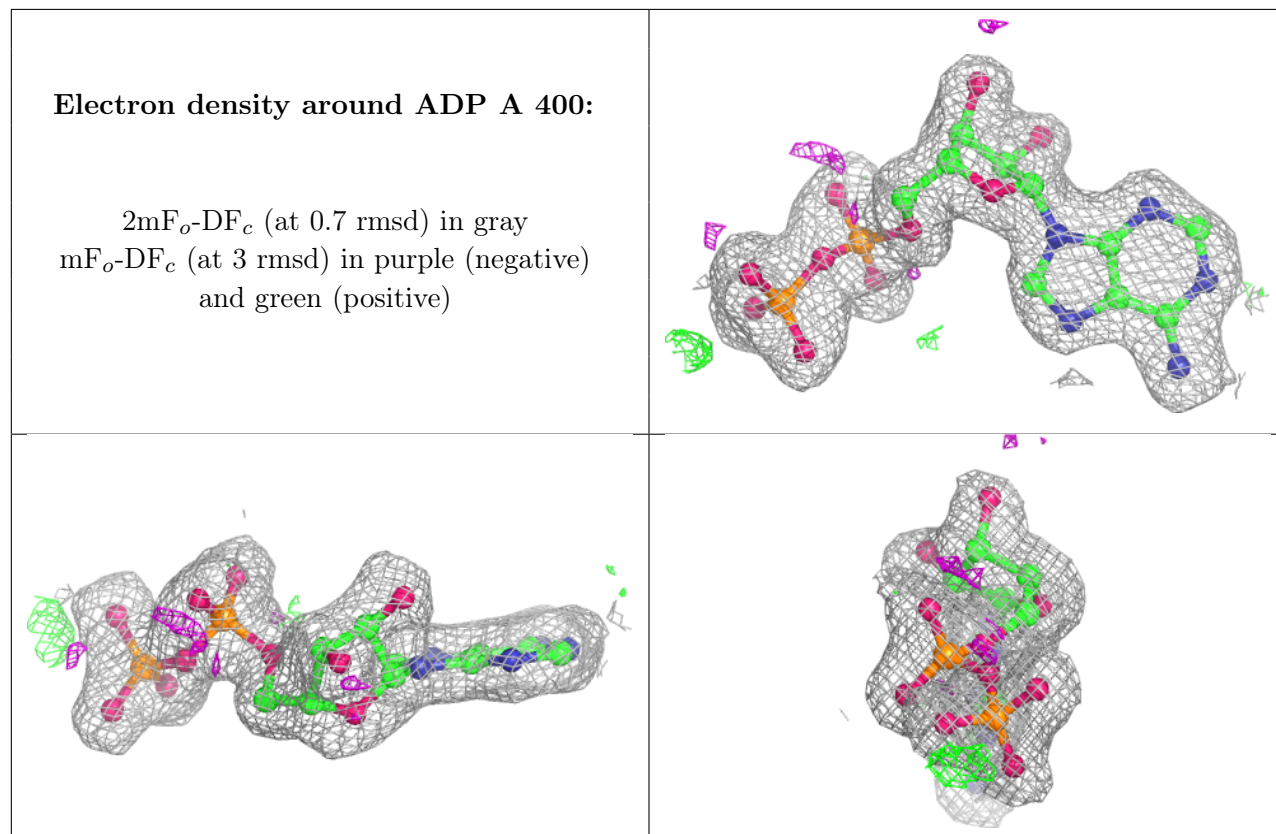 Electron density around ADP A 400:
2mFo-DFc (at 0.7 rmsd) in gray
mFo-DFc (at 3 rmsd) in purple (negative)
and green (positive)